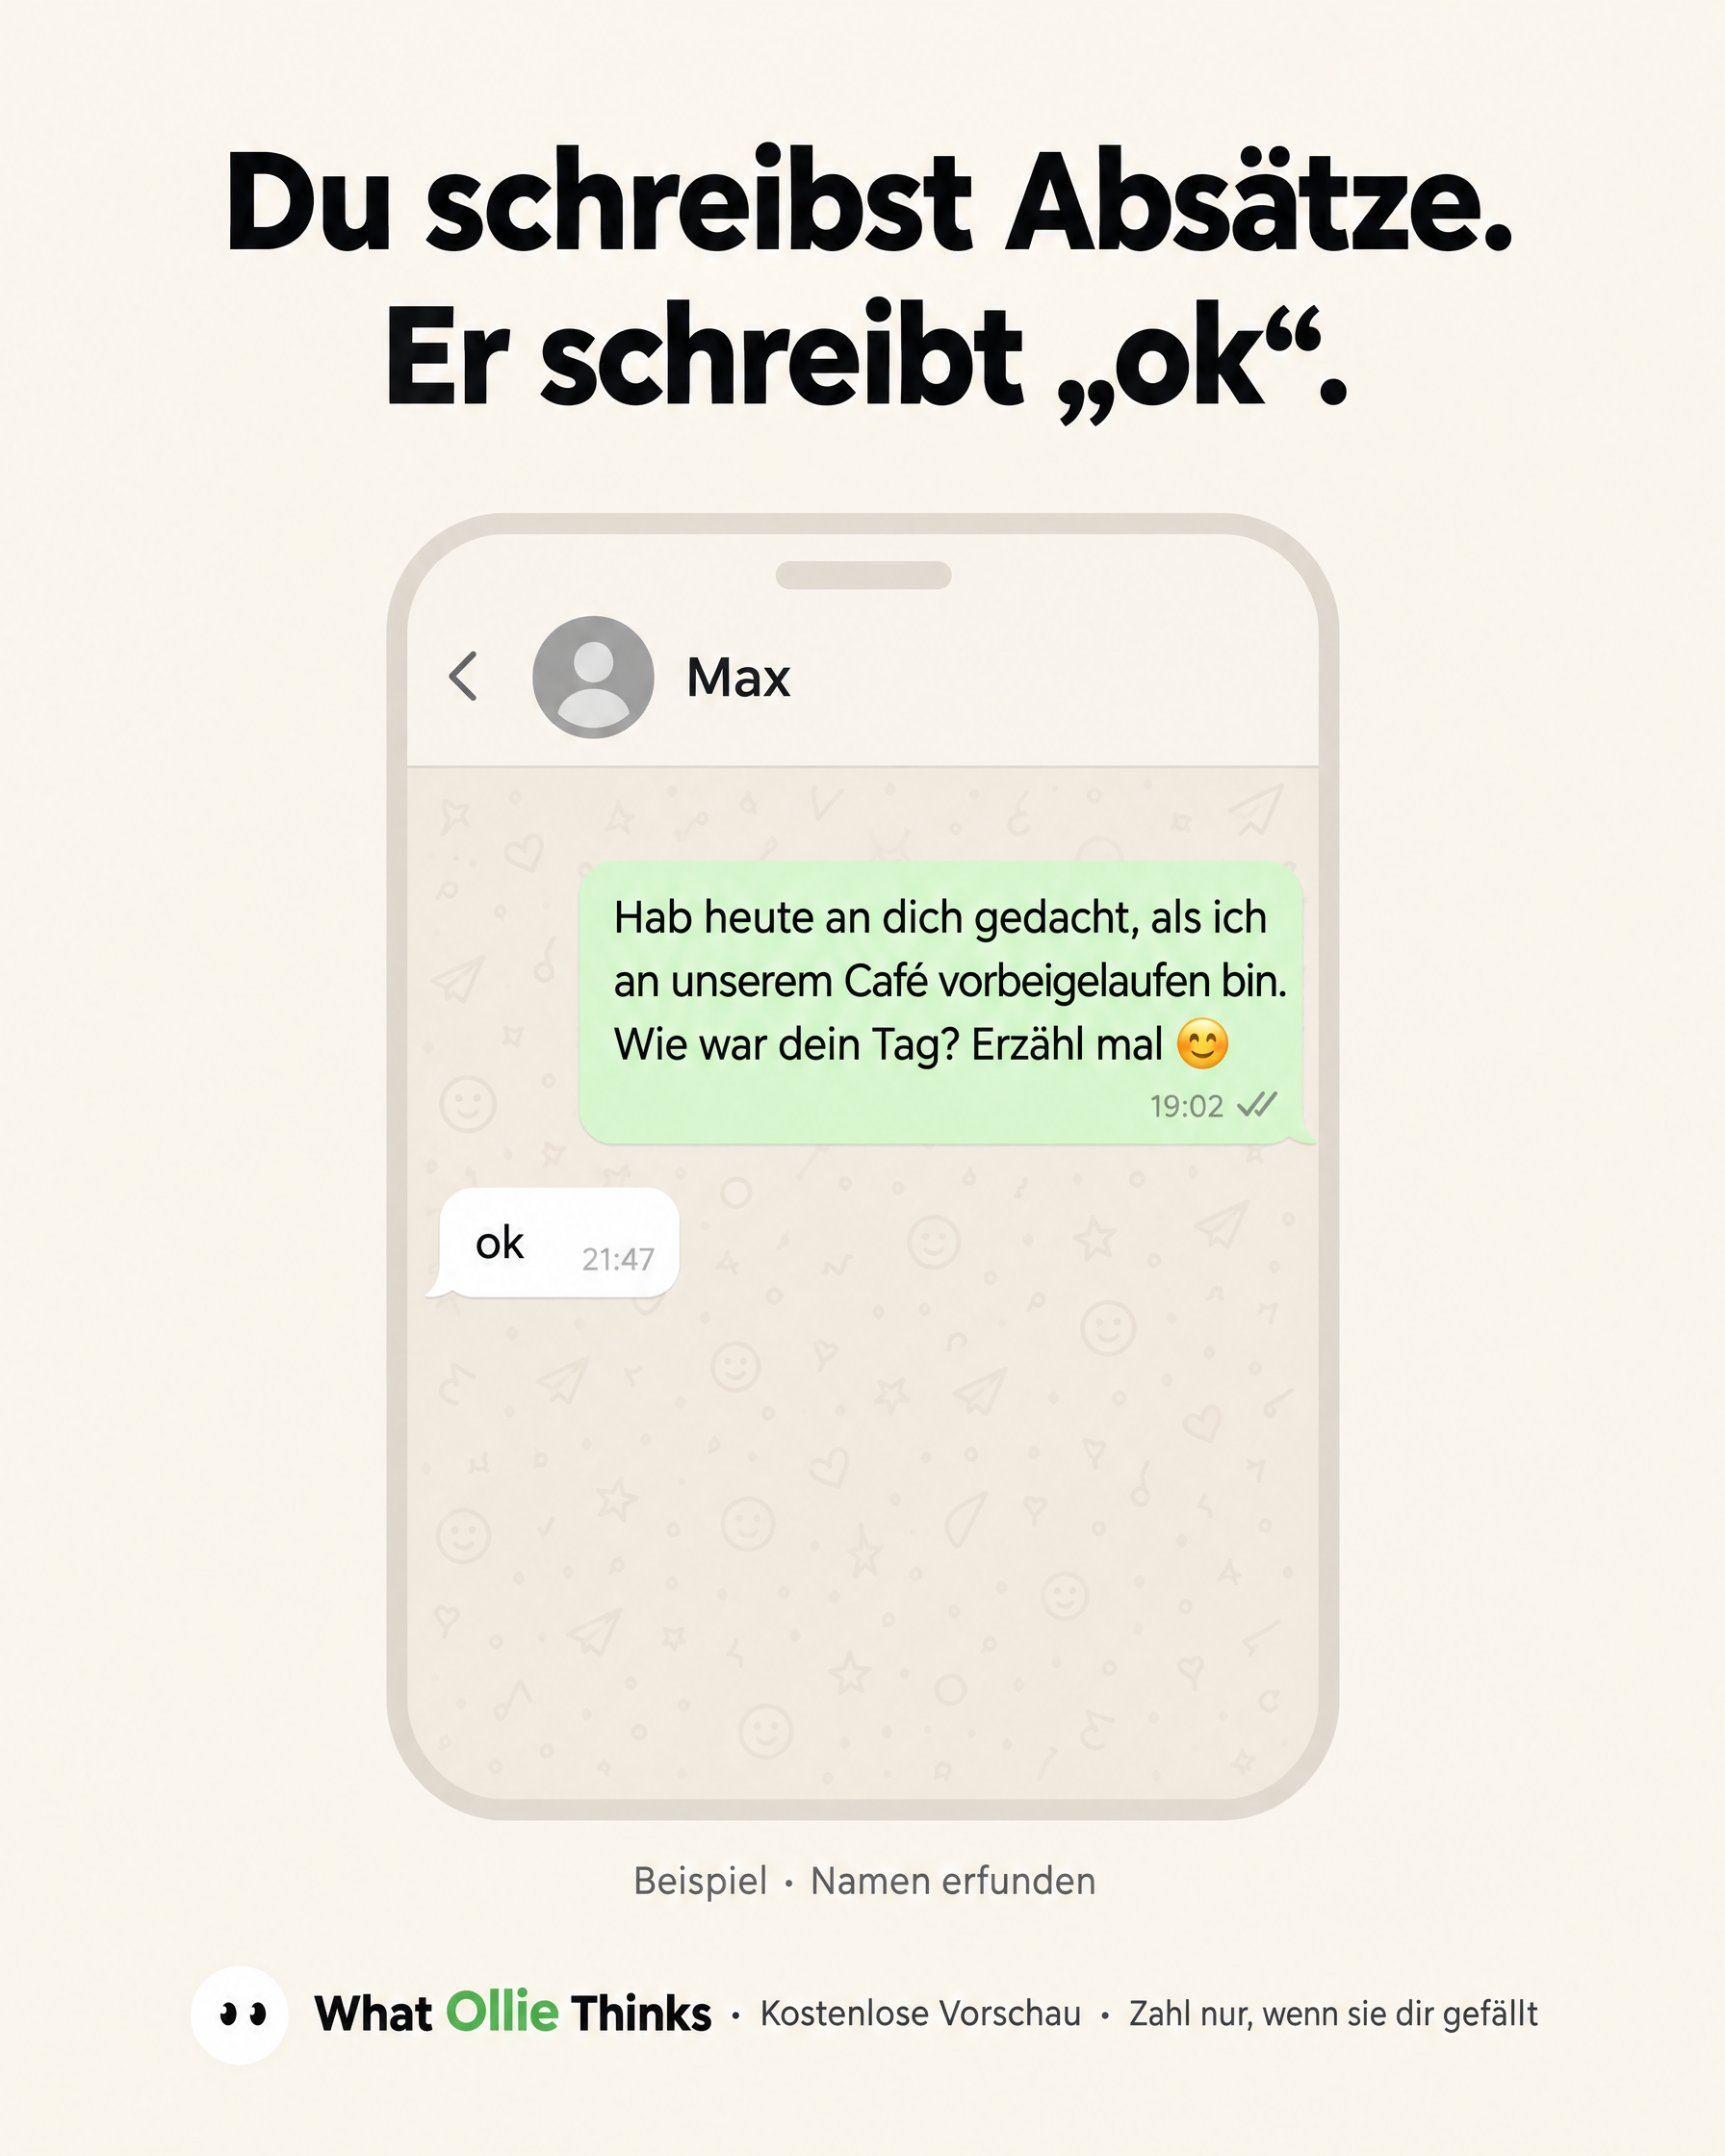 Du schreibst Absätze.
Er schreibt „ok“.
Max
Hab heute an dich gedacht, als ich
an unserem Café vorbeigelaufen bin.
Wie war dein Tag? Erzähl mal 😊
19:02
ok 21:47
Beispiel • Namen erfunden
What Ollie Thinks • Kostenlose Vorschau • Zahl nur, wenn sie dir gefällt